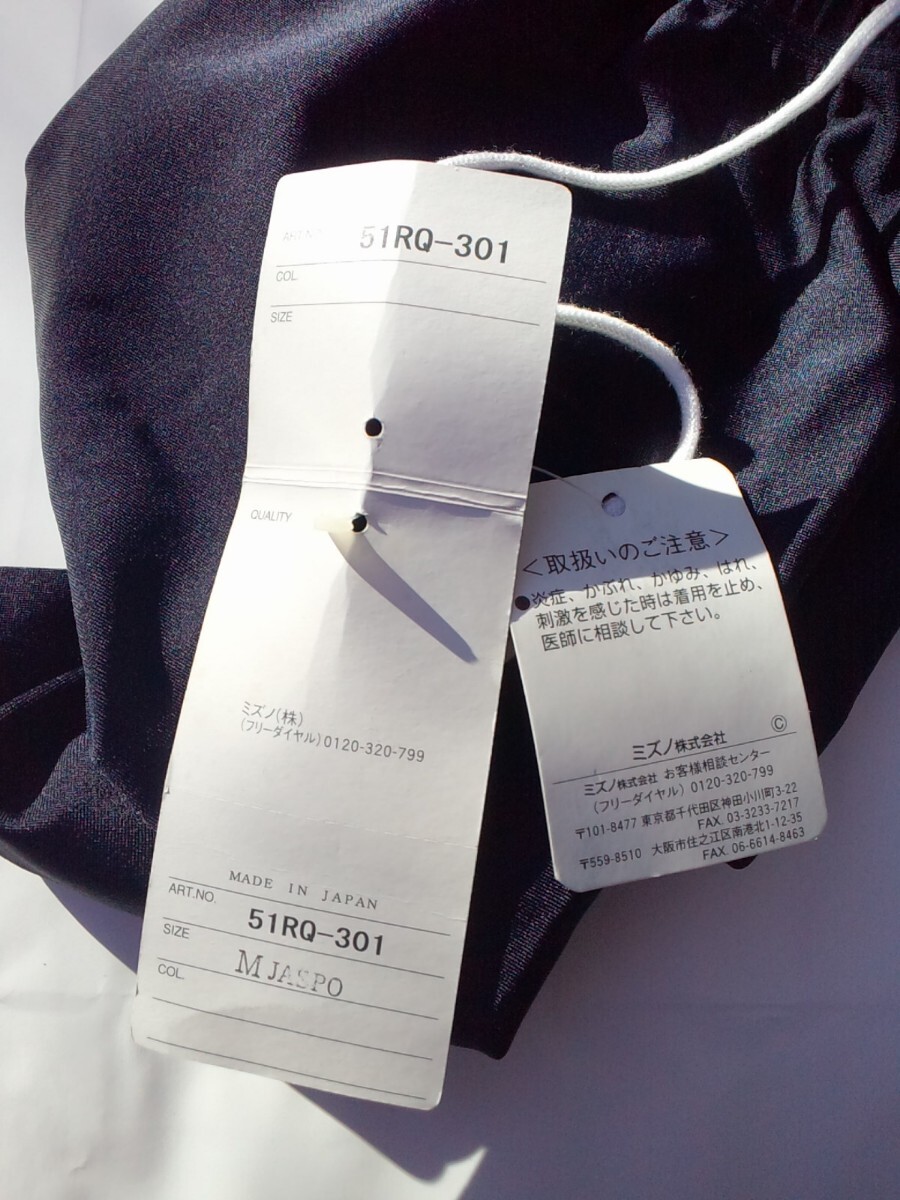 ART.NO. 51RQ-301
COL.
SIZE
QUALITY
ミズノ(株)
(フリーダイヤル)0120-320-799
MADE IN JAPAN
ART.NO. 51RQ-301
SIZE M JASPO
COL.
<取扱いのご注意>
●炎症、かぶれ、かゆみ、はれ、
刺激を感じた時は着用を止め、
医師に相談して下さい。
©
ミズノ株式会社
ミズノ株式会社 お客様相談センター
(フリーダイヤル) 0120-320-799
〒101-8477 東京都千代田区神田小川町3-22
FAX. 03-3233-7217
〒559-8510 大阪市住之江区南港北1-12-35
FAX. 06-6614-8463